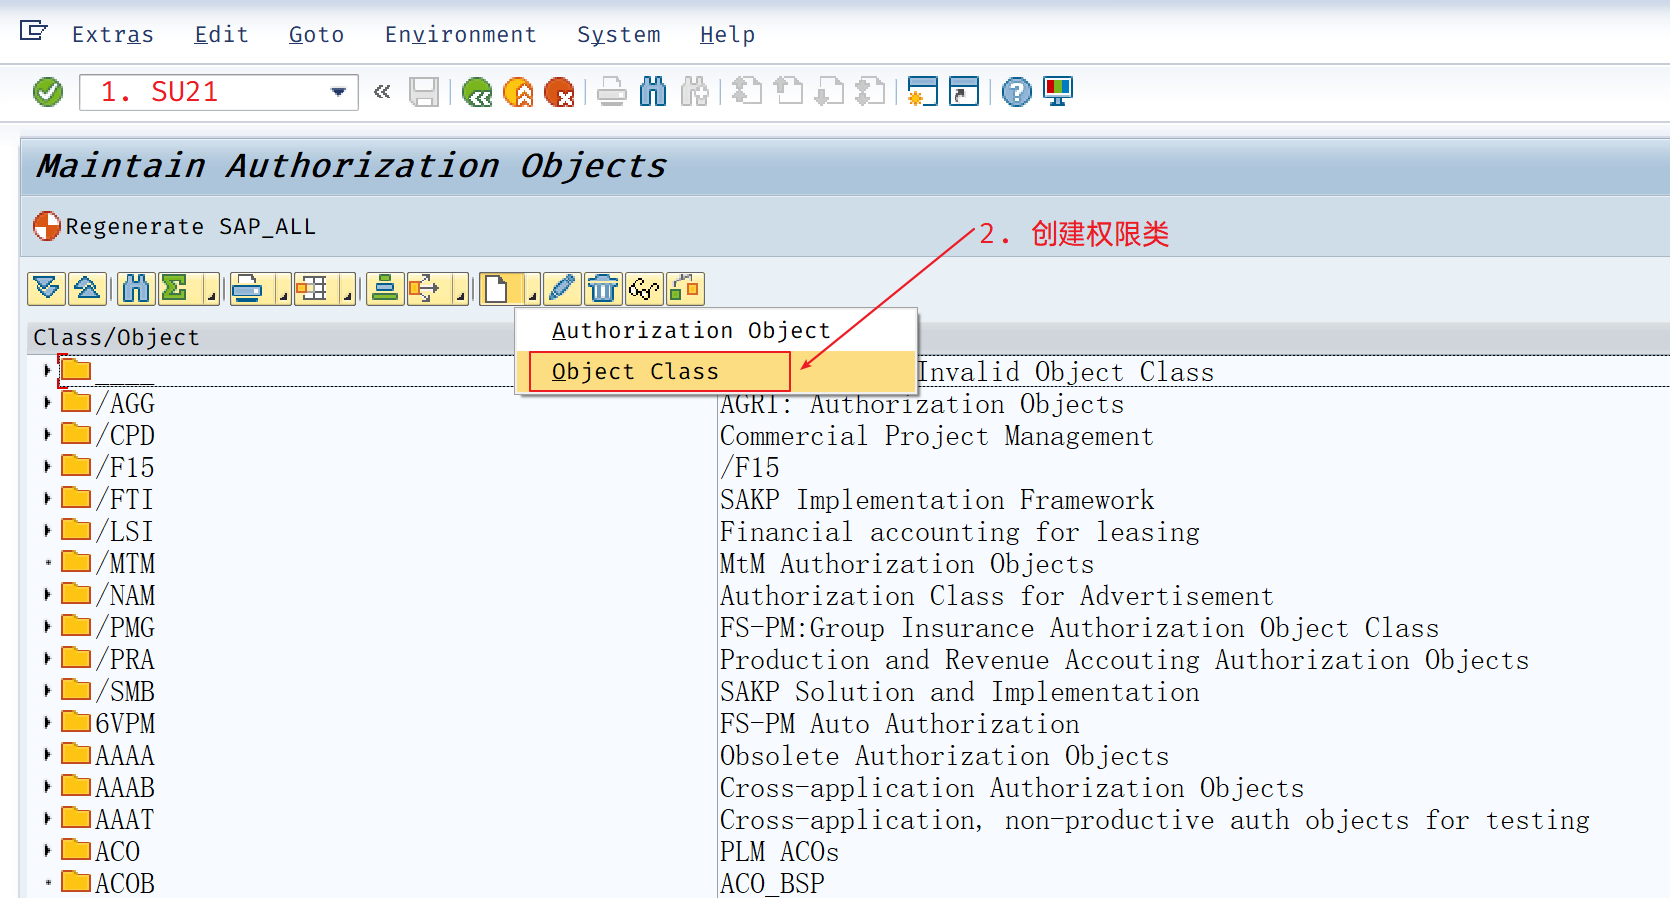 Extras Edit Goto Environment System Help
1. SU21
Maintain Authorization Objects
Regenerate SAP_ALL
2. 创建权限类
Authorization Object
Object Class
Class/Object
____ Invalid Object Class
/AGG AGRI: Authorization Objects
/CPD Commercial Project Management
/F15 /F15
/FTI SAKP Implementation Framework
/LSI Financial accounting for leasing
/MTM MtM Authorization Objects
/NAM Authorization Class for Advertisement
/PMG FS-PM:Group Insurance Authorization Object Class
/PRA Production and Revenue Accouting Authorization Objects
/SMB SAKP Solution and Implementation
6VPM FS-PM Auto Authorization
AAAA Obsolete Authorization Objects
AAAB Cross-application Authorization Objects
AAAT Cross-application, non-productive auth objects for testing
ACO PLM ACOs
ACOB ACO_BSP